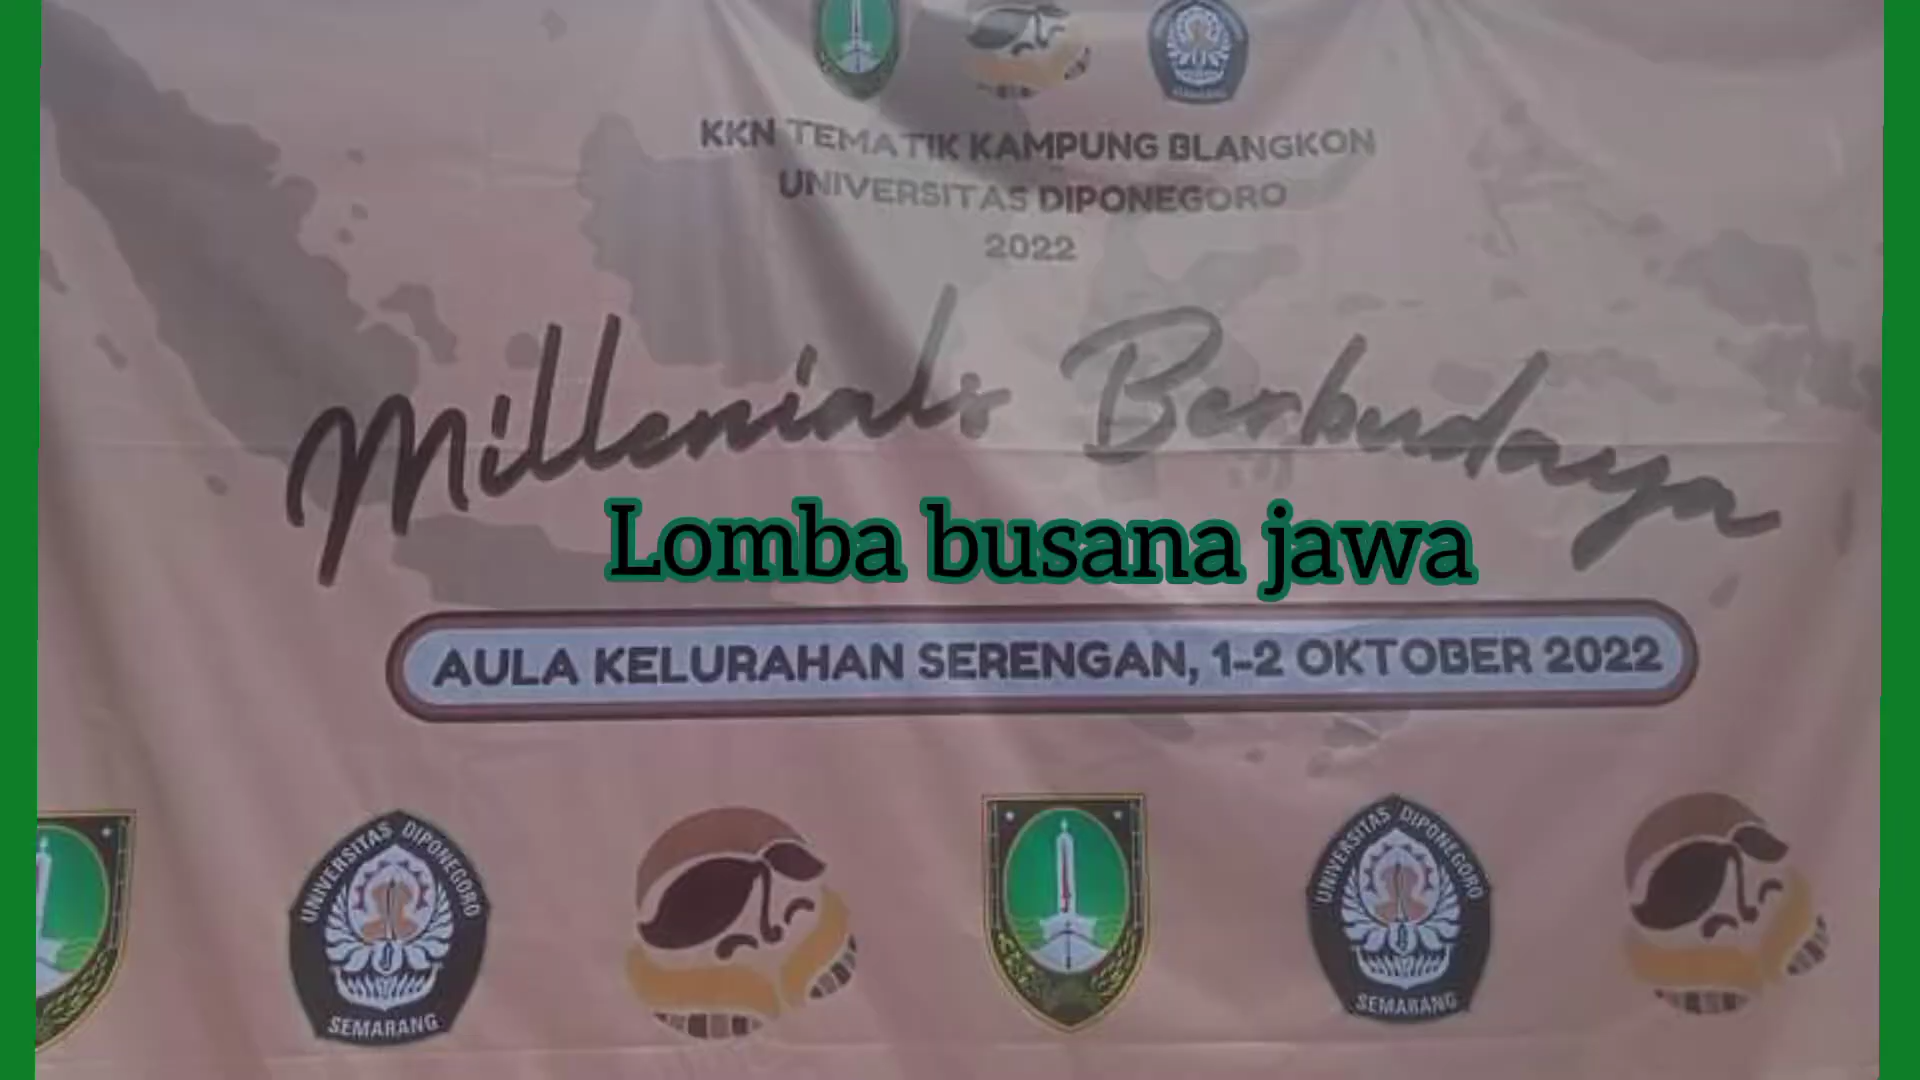 KKN TEMATIK KAMPUNG BLANGKON
UNIVERSITAS DIPONEGORO
2022
Millenials Berbudaya
Lomba busana jawa
AULA KELURAHAN SERENGAN, 1-2 OKTOBER 2022
UNIVERSITAS DIPONEGORO
SEMARANG
UNIVERSITAS DIPONEGORO
SEMARANG